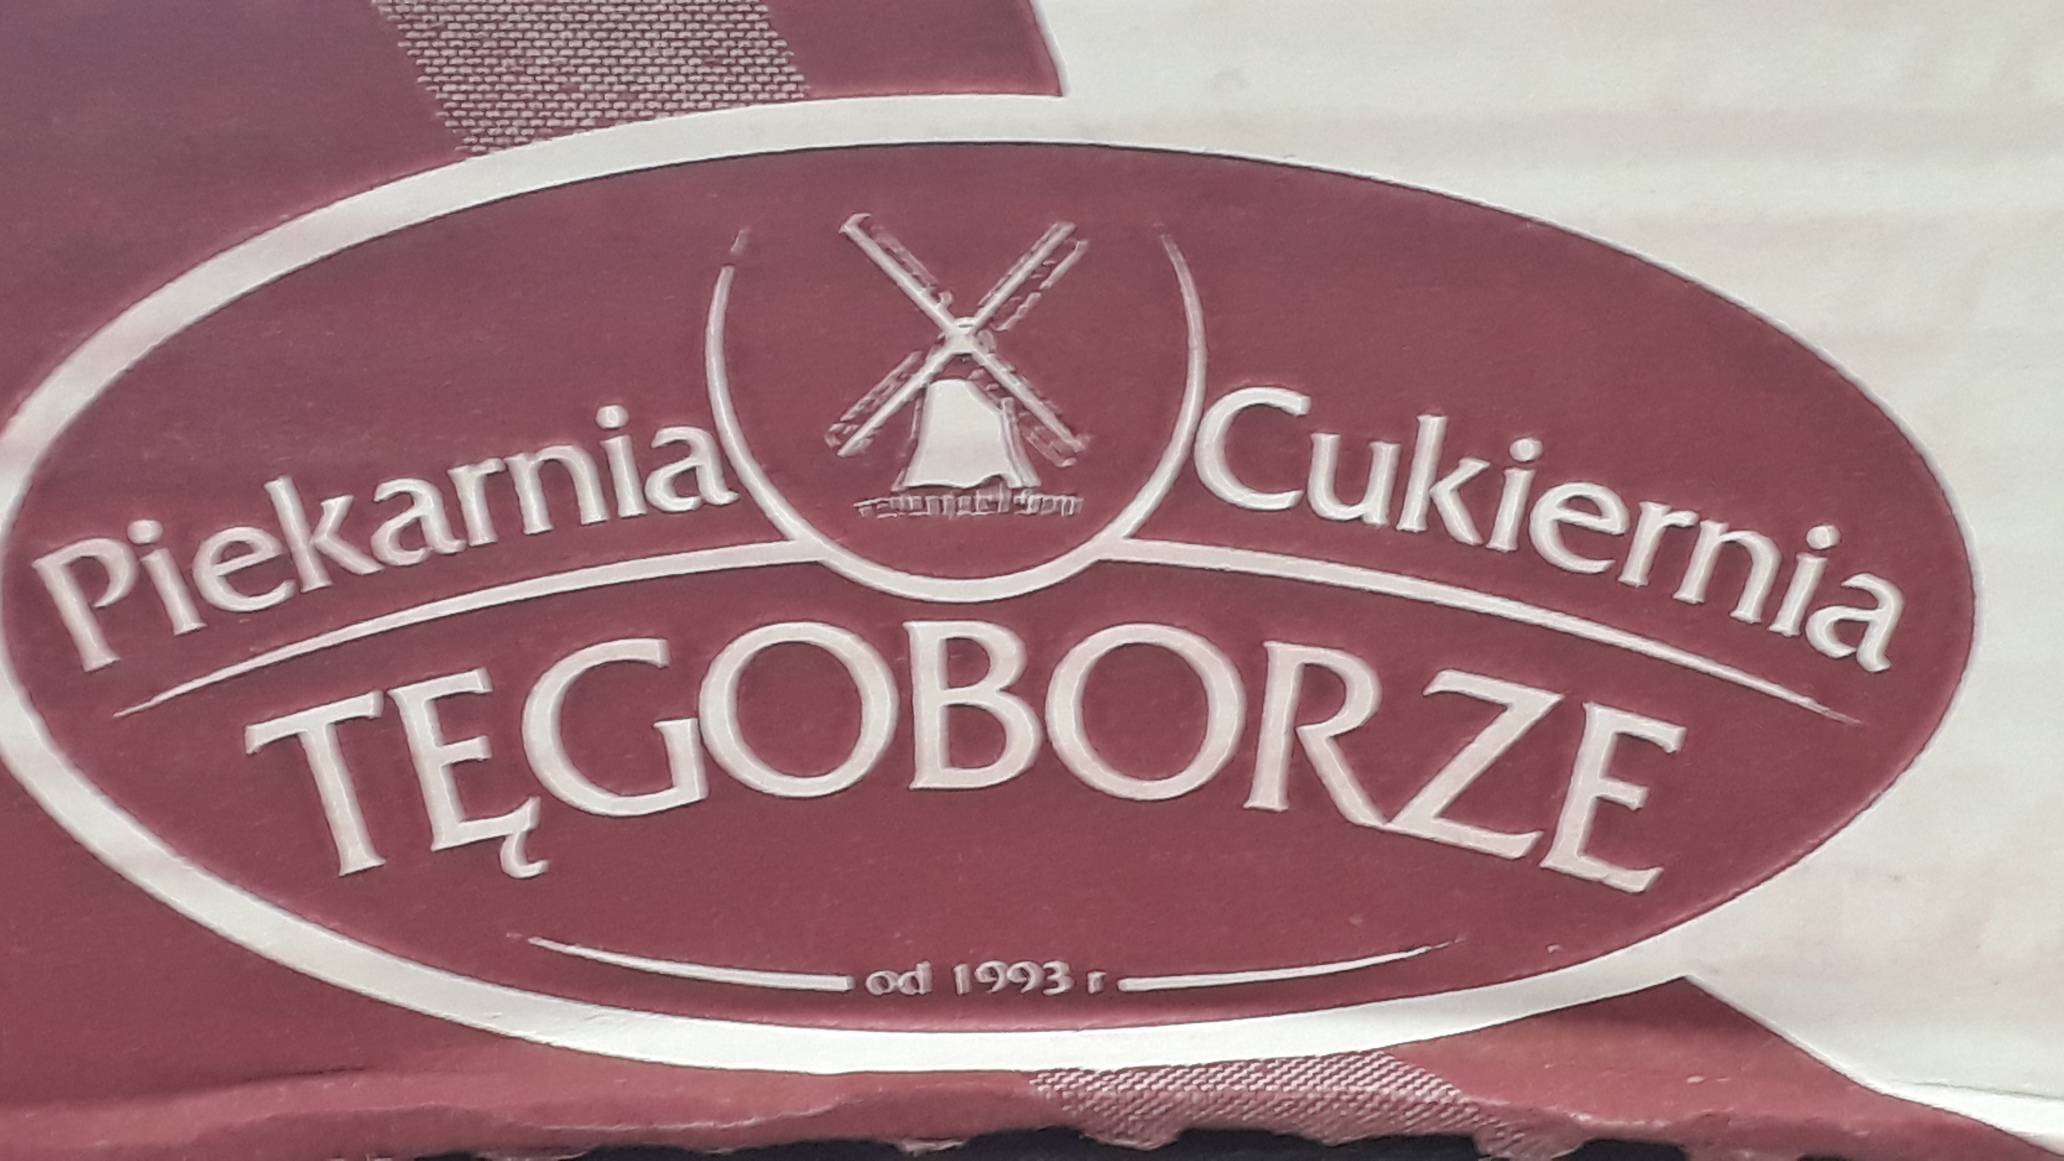 Piekarnia Cukiernia
TĘGOBORZE
od 1993 r